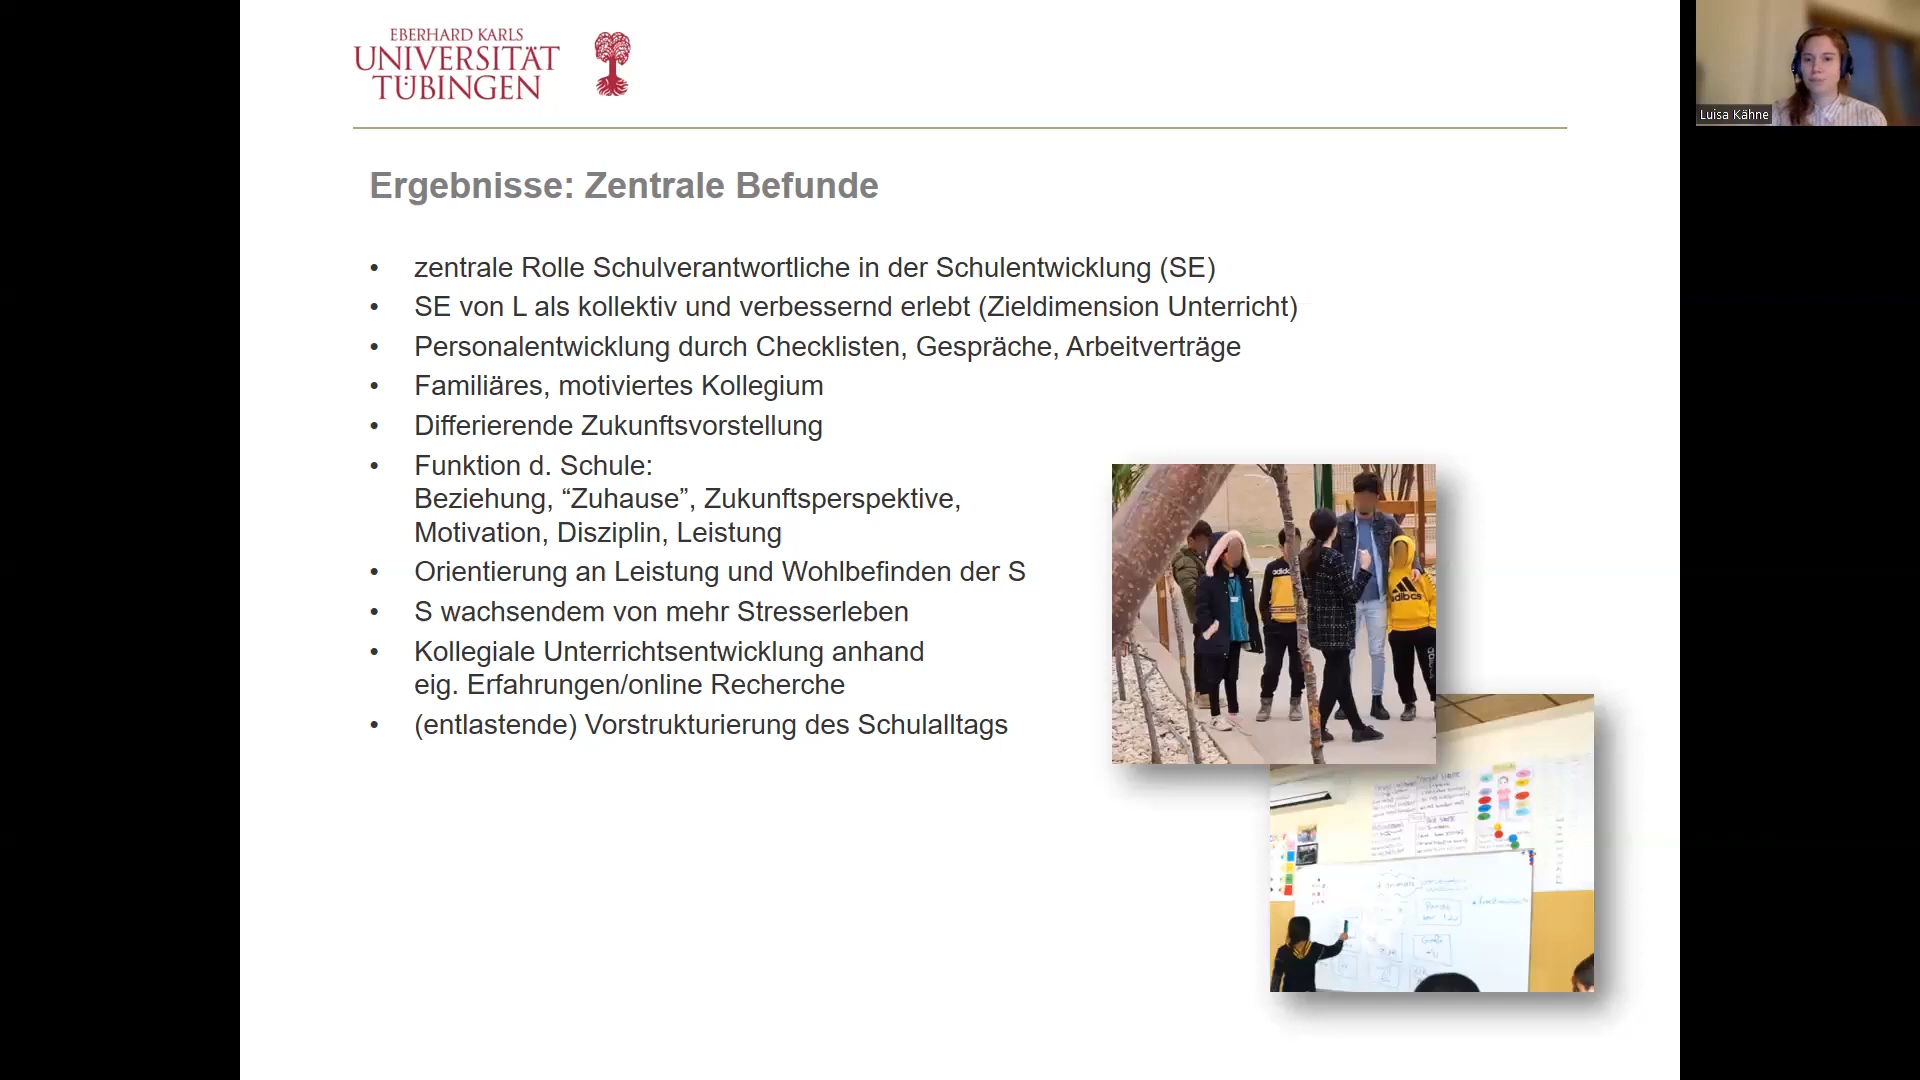 EBERHARD KARLS
UNIVERSITÄT
TÜBINGEN
Luisa Kähne
Ergebnisse: Zentrale Befunde
• zentrale Rolle Schulverantwortliche in der Schulentwicklung (SE)
• SE von L als kollektiv und verbessernd erlebt (Zieldimension Unterricht)
• Personalentwicklung durch Checklisten, Gespräche, Arbeitverträge
• Familiäres, motiviertes Kollegium
• Differierende Zukunftsvorstellung
• Funktion d. Schule:
Beziehung, “Zuhause”, Zukunftsperspektive,
Motivation, Disziplin, Leistung
• Orientierung an Leistung und Wohlbefinden der S
• S wachsendem von mehr Stresserleben
• Kollegiale Unterrichtsentwicklung anhand
eig. Erfahrungen/online Recherche
• (entlastende) Vorstrukturierung des Schulalltags
adidas